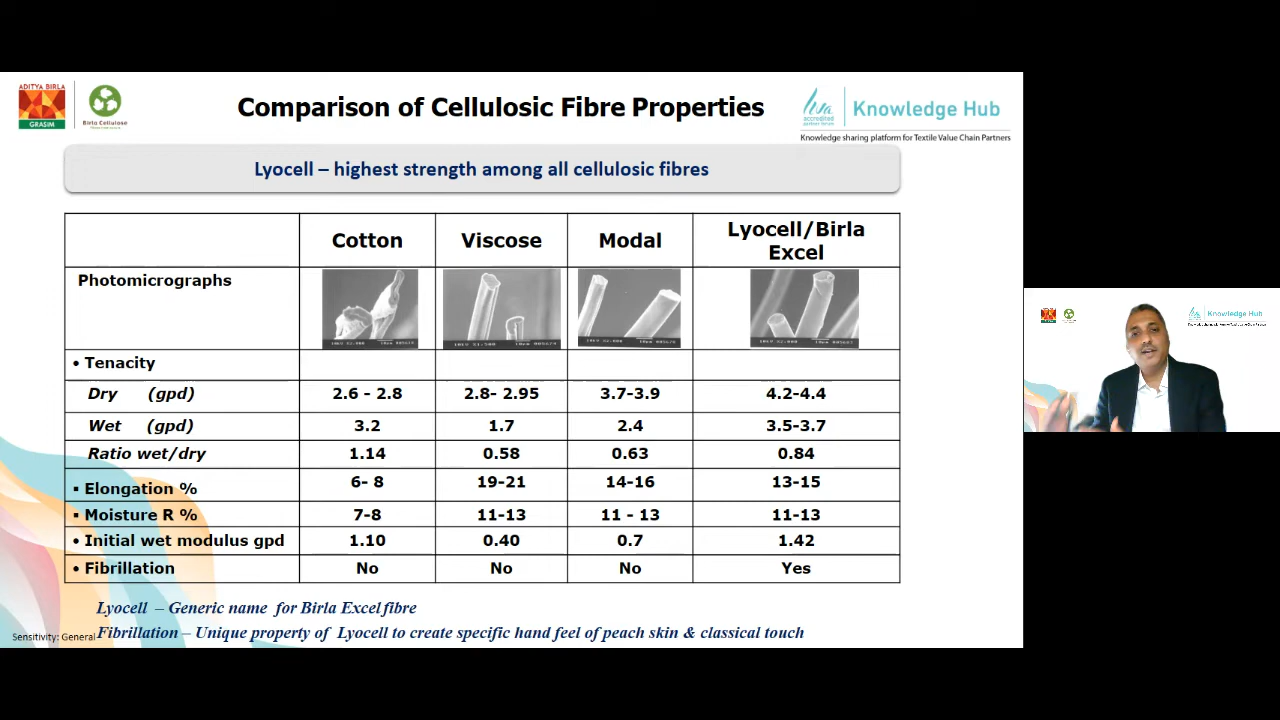 ADITYA BIRLA
GRASIM
Birla Cellulose
Comparison of Cellulosic Fibre Properties
Liva
accredited
partner forum
Knowledge Hub
Knowledge sharing platform for Textile Value Chain Partners
Lyocell – highest strength among all cellulosic fibres
Cotton Viscose Modal Lyocell/Birla Excel
Photomicrographs
• Tenacity
Dry (gpd) 2.6 - 2.8 2.8- 2.95 3.7-3.9 4.2-4.4
Wet (gpd) 3.2 1.7 2.4 3.5-3.7
Ratio wet/dry 1.14 0.58 0.63 0.84
▪ Elongation % 6- 8 19-21 14-16 13-15
▪ Moisture R % 7-8 11-13 11 - 13 11-13
• Initial wet modulus gpd 1.10 0.40 0.7 1.42
• Fibrillation No No No Yes
Lyocell – Generic name for Birla Excel fibre
Fibrillation – Unique property of Lyocell to create specific hand feel of peach skin & classical touch
Sensitivity: General
Knowledge Hub